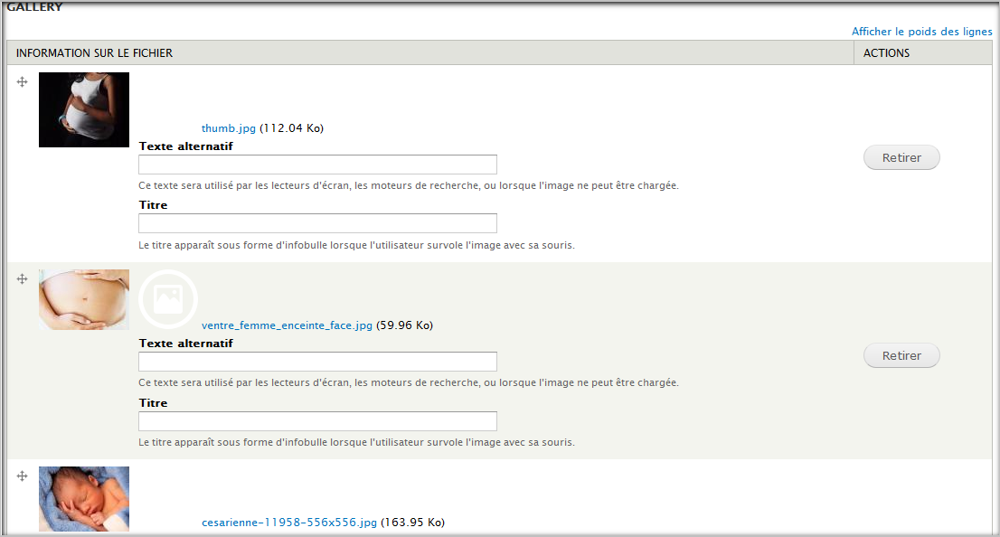 GALLERY
Afficher le poids des lignes
INFORMATION SUR LE FICHIER ACTIONS
thumb.jpg (112.04 Ko)
Texte alternatif
Retirer
Ce texte sera utilisé par les lecteurs d'écran, les moteurs de recherche, ou lorsque l'image ne peut être chargée.
Titre
Le titre apparaît sous forme d'infobulle lorsque l'utilisateur survole l'image avec sa souris.
ventre_femme_enceinte_face.jpg (59.96 Ko)
Texte alternatif
Retirer
Ce texte sera utilisé par les lecteurs d'écran, les moteurs de recherche, ou lorsque l'image ne peut être chargée.
Titre
Le titre apparaît sous forme d'infobulle lorsque l'utilisateur survole l'image avec sa souris.
cesarienne-11958-556x556.jpg (163.95 Ko)